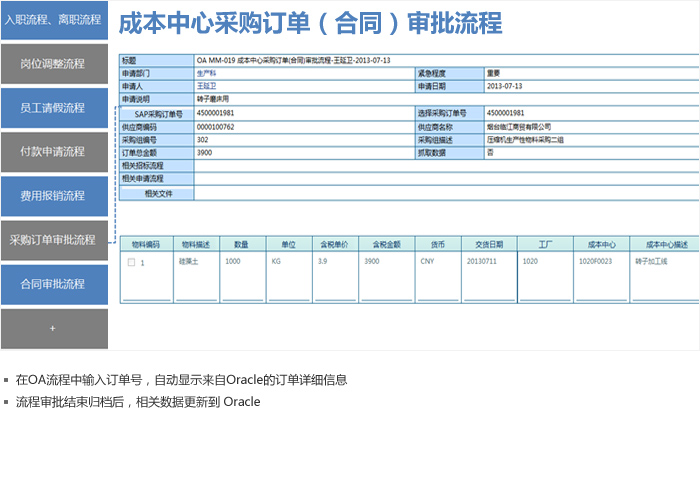 入职流程、离职流程
岗位调整流程
员工请假流程
付款申请流程
费用报销流程
采购订单审批流程
合同审批流程
+
成本中心采购订单（合同）审批流程
标题 OA MM-019 成本中心采购订单(合同)审批流程-王延卫-2013-07-13
申请部门 生产科 紧急程度 重要
申请人 王延卫 申请日期 2013-07-13
申请说明 转子磨床用
SAP采购订单号 4500001981 选择采购订单号 4500001981
供应商编码 0000100762 供应商名称 烟台临江商贸有限公司
采购组编号 302 采购组描述 压缩机生产性物料采购二组
订单总金额 3900 抓取数据 否
相关招标流程
相关申请流程
相关文件
物料编码 物料描述 数量 单位 含税单价 含税金额 货币 交货日期 工厂 成本中心 成本中心描述
1 硅藻土 1000 KG 3.9 3900 CNY 20130711 1020 1020F0023 转子加工线
在OA流程中输入订单号，自动显示来自Oracle的订单详细信息
流程审批结束归档后，相关数据更新到 Oracle